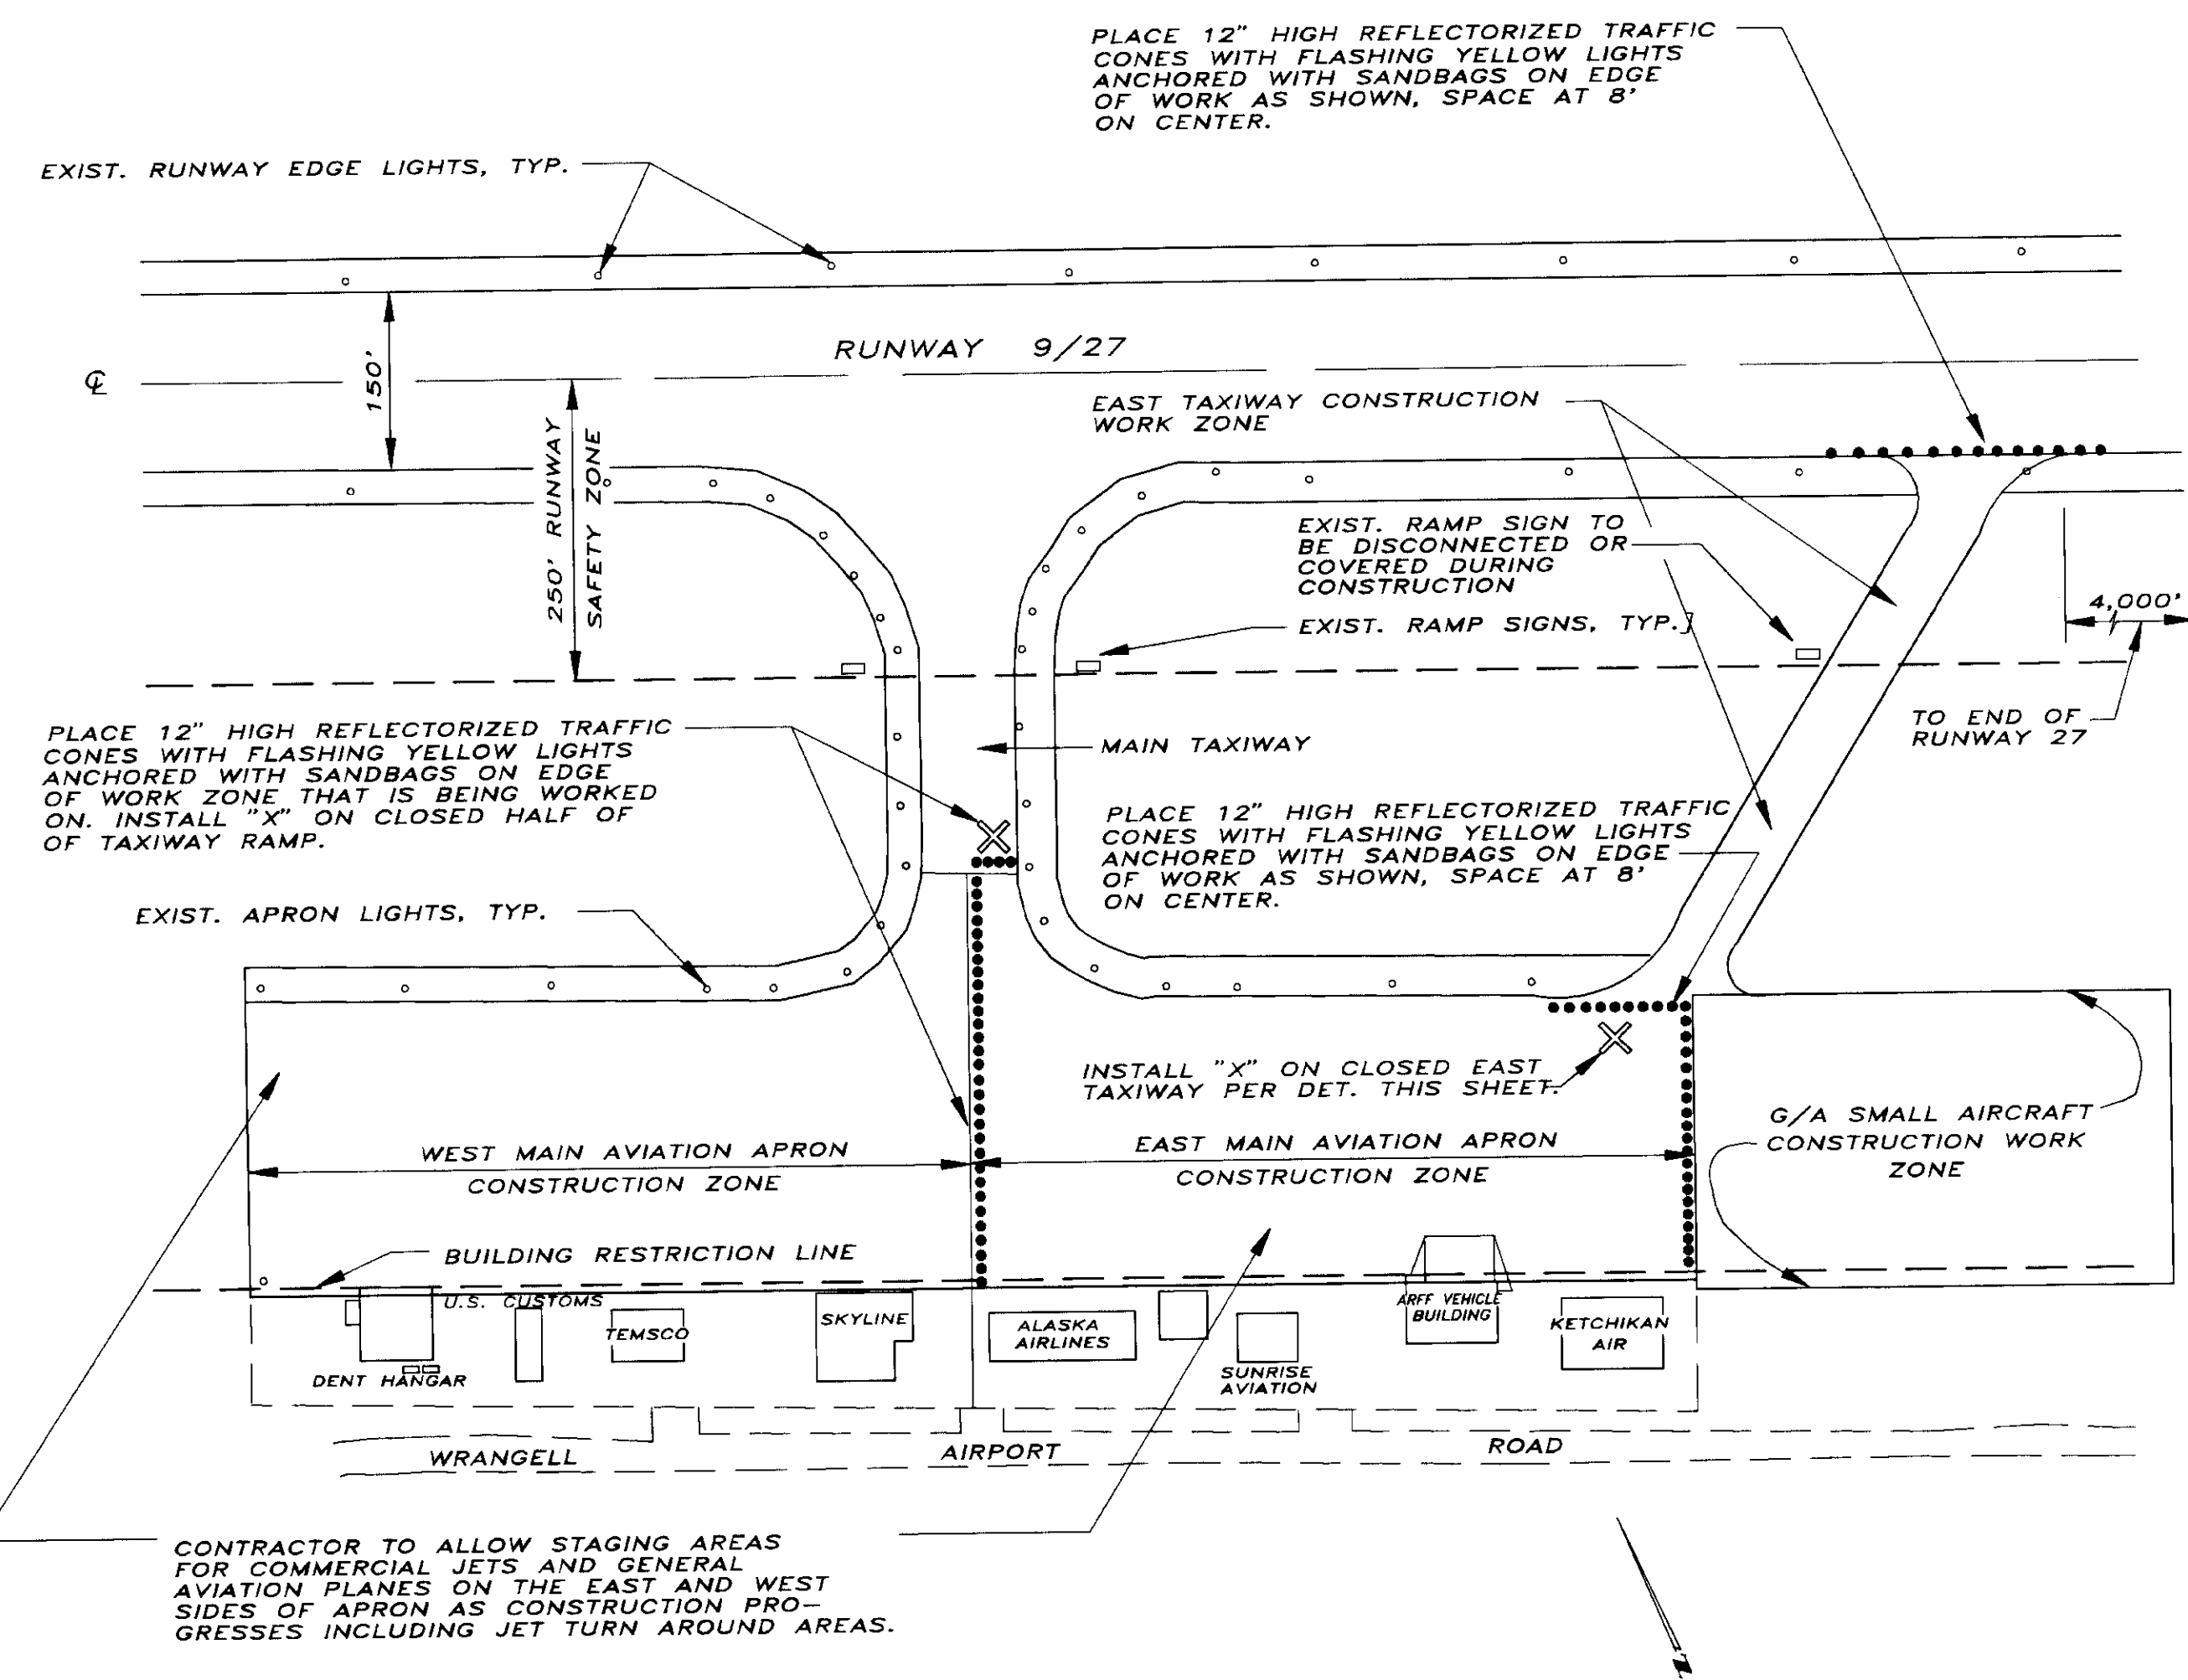 PLACE 12" HIGH REFLECTORIZED TRAFFIC
CONES WITH FLASHING YELLOW LIGHTS
ANCHORED WITH SANDBAGS ON EDGE
OF WORK AS SHOWN, SPACE AT 8'
ON CENTER.
EXIST. RUNWAY EDGE LIGHTS, TYP.
RUNWAY 9/27
℄
150'
250' RUNWAY
SAFETY ZONE
EAST TAXIWAY CONSTRUCTION
WORK ZONE
EXIST. RAMP SIGN TO
BE DISCONNECTED OR
COVERED DURING
CONSTRUCTION
EXIST. RAMP SIGNS, TYP.
4,000'
TO END OF
RUNWAY 27
PLACE 12" HIGH REFLECTORIZED TRAFFIC
CONES WITH FLASHING YELLOW LIGHTS
ANCHORED WITH SANDBAGS ON EDGE
OF WORK ZONE THAT IS BEING WORKED
ON. INSTALL "X" ON CLOSED HALF OF
OF TAXIWAY RAMP.
MAIN TAXIWAY
PLACE 12" HIGH REFLECTORIZED TRAFFIC
CONES WITH FLASHING YELLOW LIGHTS
ANCHORED WITH SANDBAGS ON EDGE
OF WORK AS SHOWN, SPACE AT 8'
ON CENTER.
EXIST. APRON LIGHTS, TYP.
INSTALL "X" ON CLOSED EAST
TAXIWAY PER DET. THIS SHEET.
WEST MAIN AVIATION APRON
CONSTRUCTION ZONE
EAST MAIN AVIATION APRON
CONSTRUCTION ZONE
G/A SMALL AIRCRAFT
CONSTRUCTION WORK
ZONE
BUILDING RESTRICTION LINE
U.S. CUSTOMS
DENT HANGAR
TEMSCO
SKYLINE
ALASKA
AIRLINES
SUNRISE
AVIATION
ARFF VEHICLE
BUILDING
KETCHIKAN
AIR
WRANGELL AIRPORT ROAD
CONTRACTOR TO ALLOW STAGING AREAS
FOR COMMERCIAL JETS AND GENERAL
AVIATION PLANES ON THE EAST AND WEST
SIDES OF APRON AS CONSTRUCTION PRO-
GRESSES INCLUDING JET TURN AROUND AREAS.